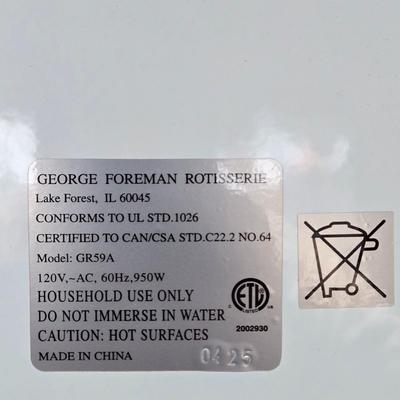 GEORGE FOREMAN ROTISSERIE
Lake Forest, IL 60045
CONFORMS TO UL STD.1026
CERTIFIED TO CAN/CSA STD.C22.2 NO.64
Model: GR59A
120V,~AC, 60Hz,950W
HOUSEHOLD USE ONLY
DO NOT IMMERSE IN WATER
CAUTION: HOT SURFACES
MADE IN CHINA
0425
ETL
LISTED
2002930